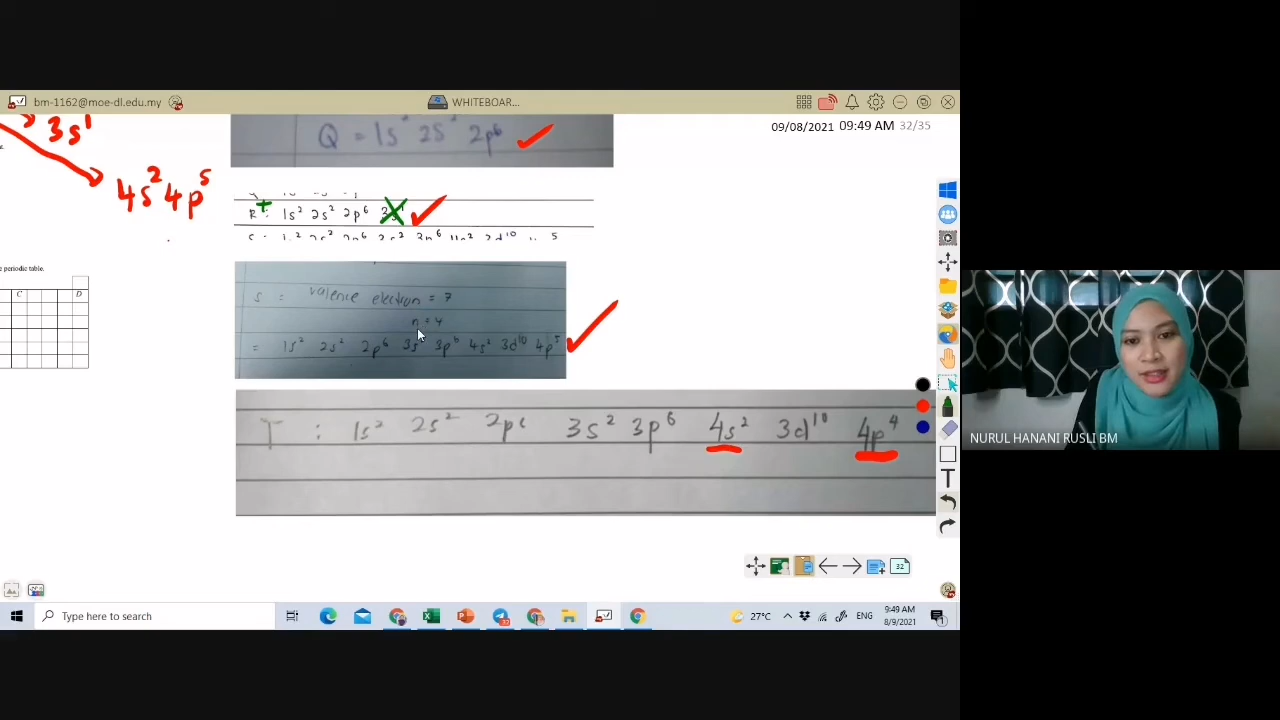 bm-1162@moe-dl.edu.my
WHITEBOAR...
3s¹
4s² 4p⁵
Q = 1s² 2s² 2p⁶
09/08/2021 09:49 AM 32/35
R⁺: 1s² 2s² 2p⁶
e periodic table.
C D
S : valence electron = 7
n = 4
= 1s² 2s² 2p⁶ 3s² 3p⁶ 4s² 3d¹⁰ 4p⁵
T : 1s² 2s² 2p⁶ 3s² 3p⁶ 4s² 3d¹⁰ 4p⁴
T
32
NURUL HANANI RUSLI BM
Type here to search
27°C
ENG
9:49 AM
8/9/2021